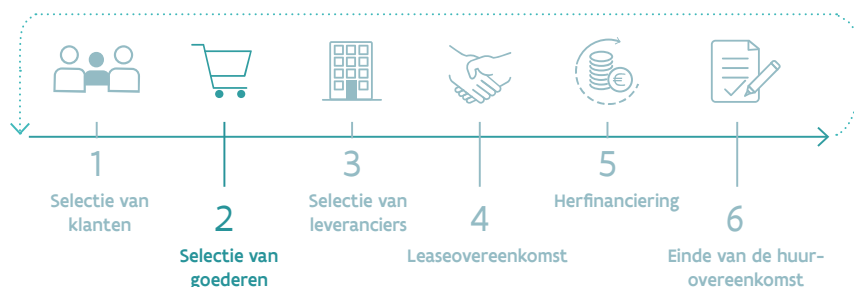 €
1
Selectie van
klanten
2
Selectie van
goederen
3
Selectie van
leveranciers
4
Leaseovereenkomst
5
Herfinanciering
6
Einde van de huur-
overeenkomst